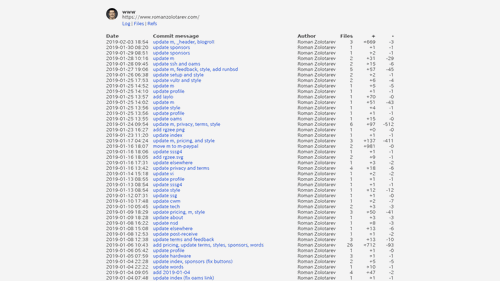 www
https://www.romanzolotarev.com/
Log | Files | Refs
Date Commit message Author Files + -
2019-02-03 18:54 update m, _header, blogroll Roman Zolotarev 3 +969 -3
2019-01-30 08:20 update sponsors Roman Zolotarev 1 +1 -1
2019-01-29 08:51 update sponsors Roman Zolotarev 2 +2 -1
2019-01-28 10:16 update m Roman Zolotarev 2 +31 -29
2019-01-28 09:45 update ssh and oams Roman Zolotarev 2 +15 -6
2019-01-27 19:06 update m, feedback, style, add runbsd Roman Zolotarev 5 +57 -45
2019-01-26 06:38 update setup and style Roman Zolotarev 2 +2 -1
2019-01-25 17:53 update vultr and style Roman Zolotarev 2 +6 -4
2019-01-25 14:52 update m Roman Zolotarev 1 +5 -5
2019-01-25 14:10 update profile Roman Zolotarev 1 +1 -1
2019-01-25 13:57 add laylo Roman Zolotarev 1 +70 -0
2019-01-25 14:02 update m Roman Zolotarev 1 +51 -43
2019-01-25 13:56 update style Roman Zolotarev 1 +4 -1
2019-01-25 13:56 update profile Roman Zolotarev 1 +1 -1
2019-01-25 13:55 update oams Roman Zolotarev 1 +15 -0
2019-01-24 09:54 update m, privacy, terms, style Roman Zolotarev 5 +97 -512
2019-01-23 16:27 add rgzee.png Roman Zolotarev 1 +0 -0
2019-01-23 11:20 update index Roman Zolotarev 1 +1 -1
2019-01-17 04:24 update m, pricing, and style Roman Zolotarev 3 +137 -411
2019-01-16 18:07 move m to m-paypal Roman Zolotarev 2 +981 -0
2019-01-16 18:06 update sssg4 Roman Zolotarev 1 +1 -1
2019-01-16 18:05 add rgzee.svg Roman Zolotarev 2 +9 -1
2019-01-16 17:31 update elsewhere Roman Zolotarev 1 +3 -2
2019-01-16 13:42 update privacy and terms Roman Zolotarev 4 +18 -6
2019-01-14 15:18 update vi Roman Zolotarev 2 +2 -1
2019-01-13 08:55 update profile Roman Zolotarev 1 +1 -1
2019-01-13 08:54 update sssg4 Roman Zolotarev 1 +1 -1
2019-01-13 08:54 update style Roman Zolotarev 1 +12 -12
2019-01-12 07:31 update ssg Roman Zolotarev 1 +1 -1
2019-01-10 17:48 update cwm Roman Zolotarev 2 +2 -7
2019-01-10 05:45 update tech Roman Zolotarev 2 +3 -3
2019-01-09 18:29 update pricing, m, style Roman Zolotarev 3 +50 -41
2019-01-09 18:28 update about Roman Zolotarev 1 +3 -3
2019-01-08 16:22 update nsd Roman Zolotarev 1 +8 -3
2019-01-08 15:08 update elsewhere Roman Zolotarev 1 +13 -6
2019-01-08 12:53 update post-receive Roman Zolotarev 1 +1 -2
2019-01-08 12:38 update terms and feedback Roman Zolotarev 3 +13 -10
2019-01-06 10:43 add pricing, update terms, styles, sponsors, words Roman Zolotarev 26 +712 -93
2019-01-06 05:42 update profile Roman Zolotarev 1 +1 -0
2019-01-05 07:59 update hardware Roman Zolotarev 3 +1 -1
2019-01-04 22:29 update index, sponsors (fix buttons) Roman Zolotarev 2 +5 -5
2019-01-04 22:22 update words Roman Zolotarev 1 +10 -1
2019-01-04 09:05 add 2019-01-04 Roman Zolotarev 4 +47 -2
2019-01-04 07:48 update index (fix oams link) Roman Zolotarev 1 +1 -1